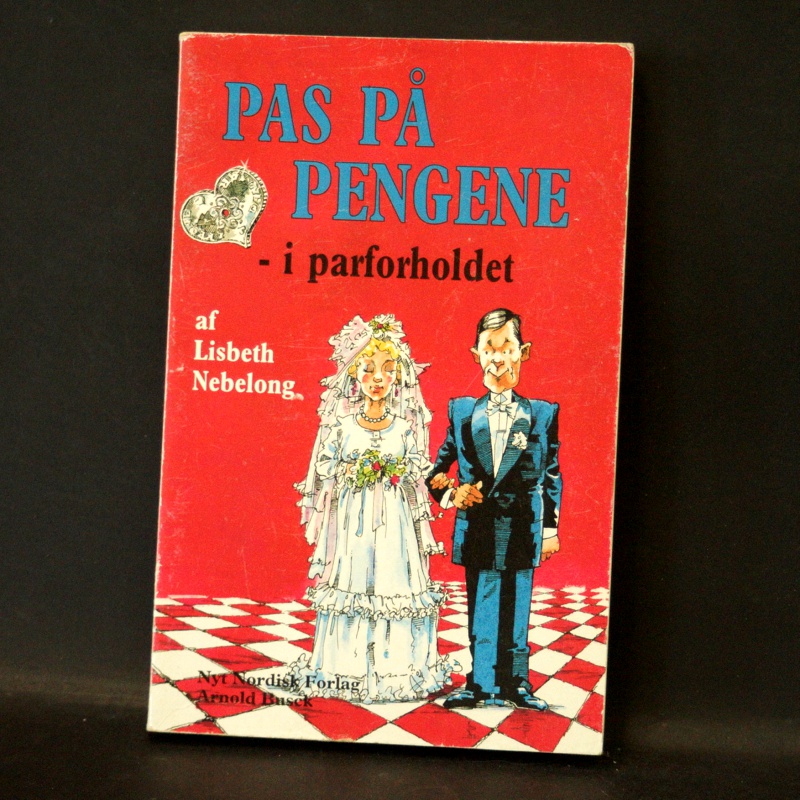 PAS PÅ
PENGENE
- i parforholdet
af
Lisbeth
Nebelong
Nyt Nordisk Forlag
Arnold Busck